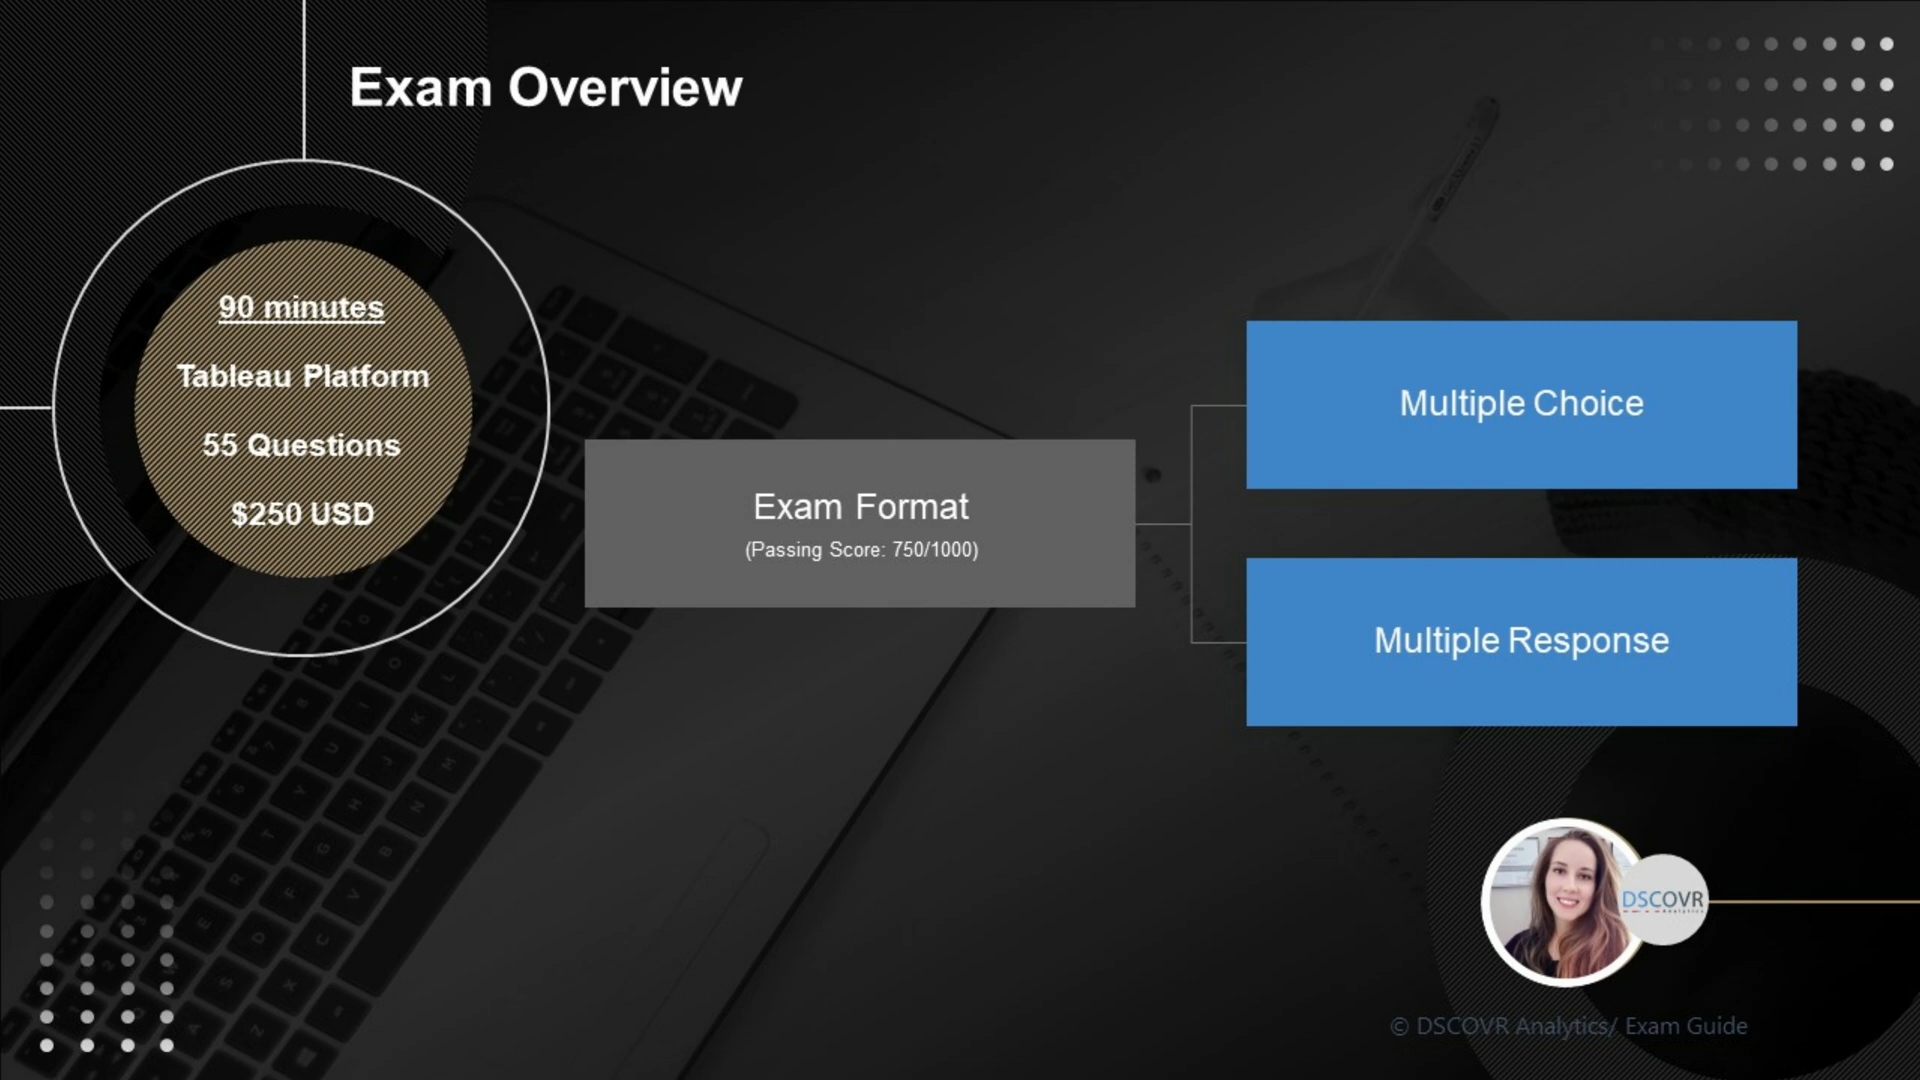 Exam Overview
90 minutes
Tableau Platform
55 Questions
$250 USD
Exam Format
(Passing Score: 750/1000)
Multiple Choice
Multiple Response
DSCOVR
Analytics
© DSCOVR Analytics/ Exam Guide